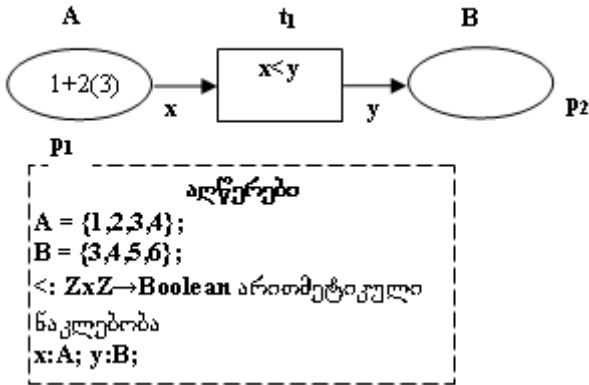 A t1 B
1+2(3) x<y
x y p2
p1
აღწერები
A = {1,2,3,4};
B = {3,4,5,6};
<: ZxZ→Boolean არითმეტიკული
ნაკლებობა
x:A; y:B;